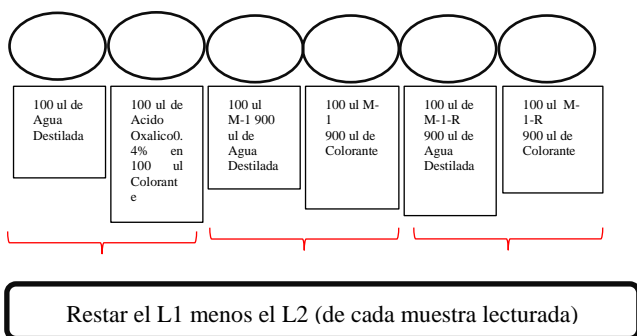 100 ul de
Agua
Destilada
100 ul de
Acido
Oxalico0.
4% en
100 ul
Colorant
e
100 ul
M-1 900
ul de
Agua
Destilada
100 ul M-
1
900 ul de
Colorante
100 ul de
M-1-R
900 ul de
Agua
Destilada
100 ul M-
1-R
900 ul de
Colorante
Restar el L1 menos el L2 (de cada muestra lecturada)